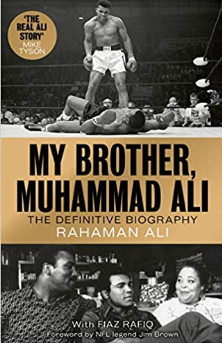 'THE
REAL ALI
STORY'
MIKE
TYSON
MY BROTHER,
MUHAMMAD ALI
THE DEFINITIVE BIOGRAPHY
RAHAMAN ALI
With FIAZ RAFIQ
Foreword by NFL legend Jim Brown